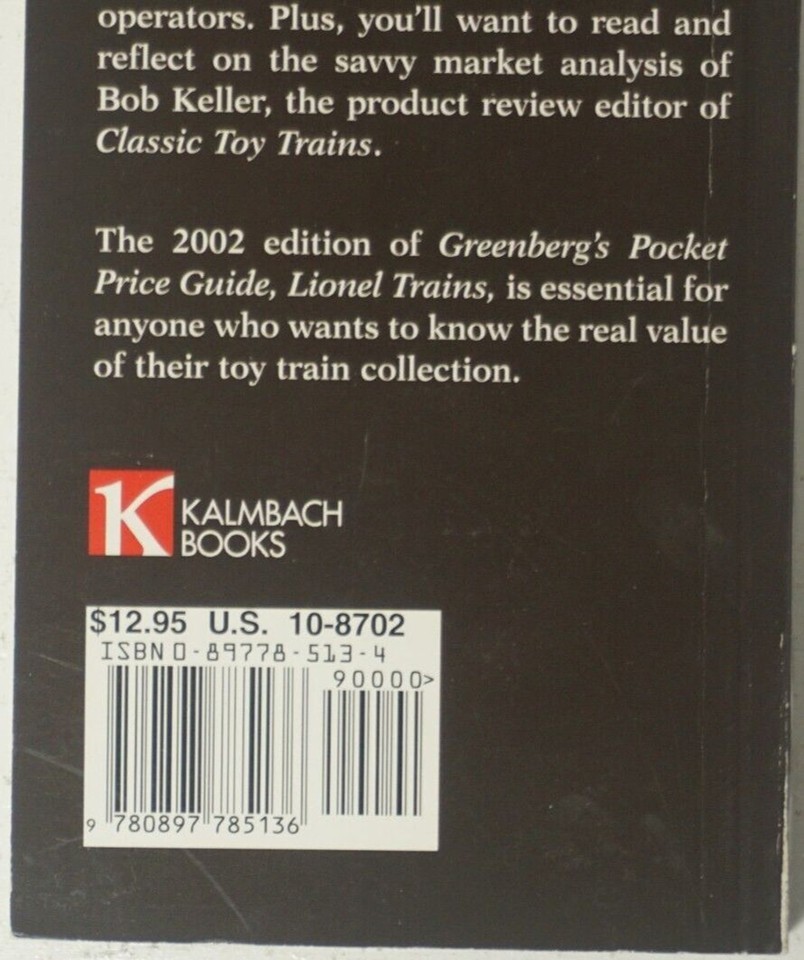 operators. Plus, you'll want to read and
reflect on the savvy market analysis of
Bob Keller, the product review editor of
Classic Toy Trains.
The 2002 edition of Greenberg's Pocket
Price Guide, Lionel Trains, is essential for
anyone who wants to know the real value
of their toy train collection.
K KALMBACH
BOOKS
$12.95 U.S. 10-8702
ISBN 0-89778-513-4
90000>
9 780897 785136